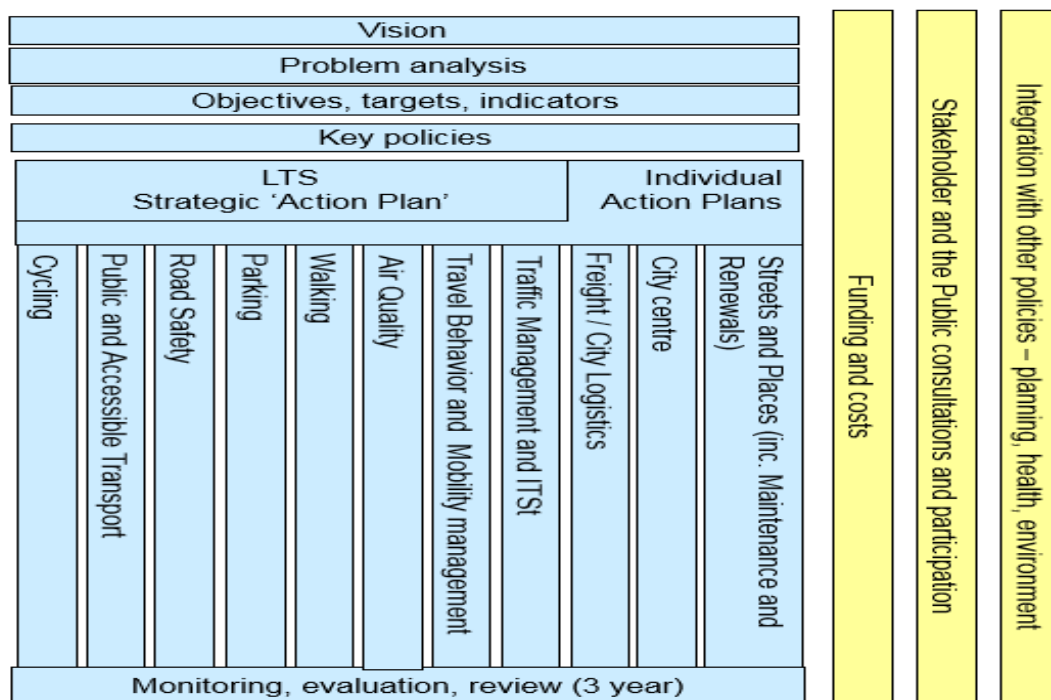 Vision
Problem analysis
Objectives, targets, indicators
Key policies
LTS
Strategic ‘Action Plan’
Individual
Action Plans
Cycling
Public and Accessible Transport
Road Safety
Parking
Walking
Air Quality
Travel Behavior and Mobility management
Traffic Management and ITSt
Freight / City Logistics
City centre
Streets and Places (inc. Maintenance and
Renewals)
Monitoring, evaluation, review (3 year)
Funding and costs
Stakeholder and the Public consultations and participation
Integration with other policies – planning, health, environment